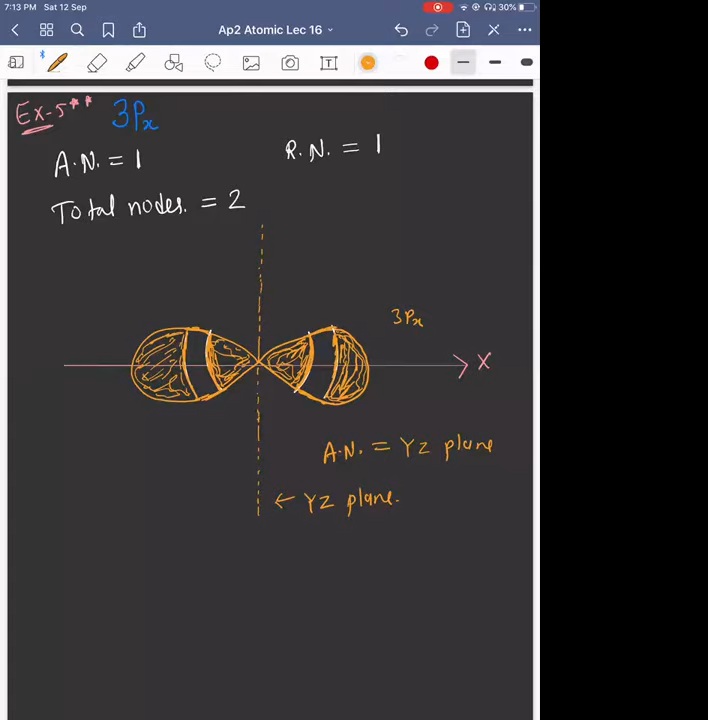 7:13 PM Sat 12 Sep 30%
Ap2 Atomic Lec 16
T
Ex-5** 3Px
A.N. = 1 R.N. = 1
Total nodes. = 2
3Px
X
A.N. = YZ plane
← YZ plane.